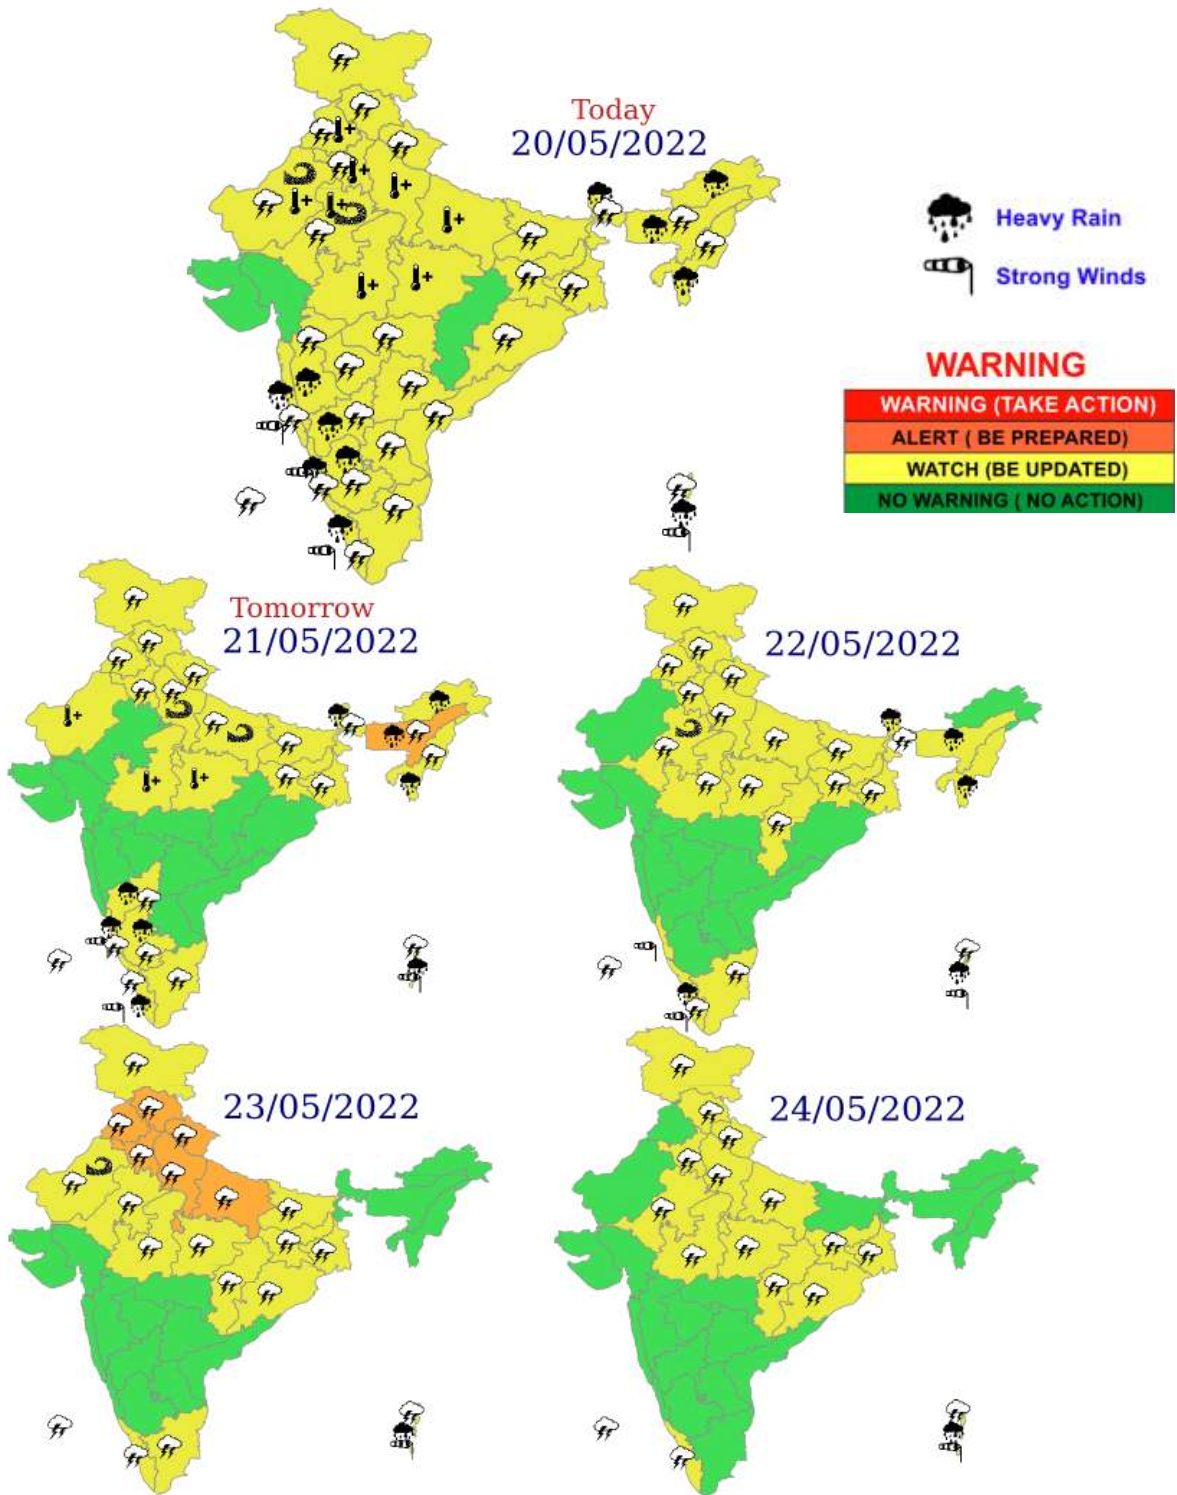 Today
20/05/2022
Heavy Rain
Strong Winds
WARNING
WARNING (TAKE ACTION)
ALERT ( BE PREPARED)
WATCH (BE UPDATED)
NO WARNING ( NO ACTION)
Tomorrow
21/05/2022
22/05/2022
23/05/2022
24/05/2022